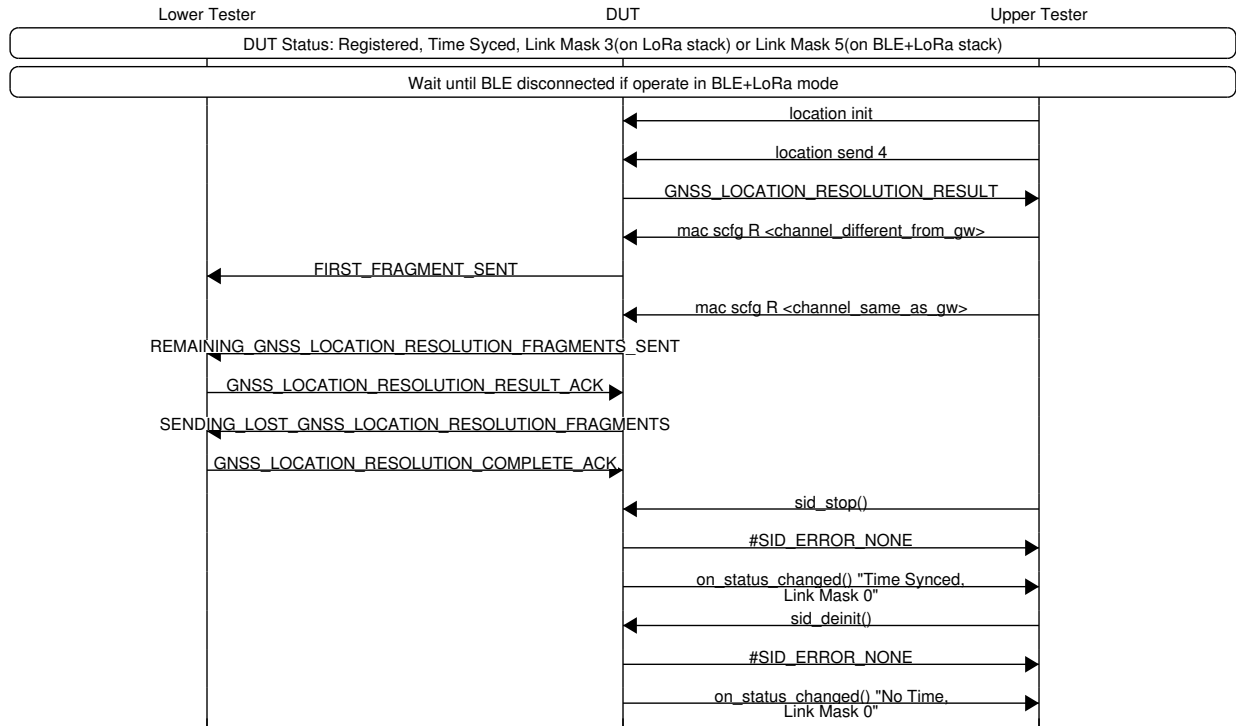 Lower Tester DUT Upper Tester
DUT Status: Registered, Time Syced, Link Mask 3(on LoRa stack) or Link Mask 5(on BLE+LoRa stack)
Wait until BLE disconnected if operate in BLE+LoRa mode
location init
location send 4
GNSS_LOCATION_RESOLUTION_RESULT
mac scfg R <channel_different_from_gw>
FIRST_FRAGMENT_SENT
mac scfg R <channel_same_as_gw>
REMAINING_GNSS_LOCATION_RESOLUTION_FRAGMENTS_SENT
GNSS_LOCATION_RESOLUTION_RESULT_ACK
SENDING_LOST_GNSS_LOCATION_RESOLUTION_FRAGMENTS
GNSS_LOCATION_RESOLUTION_COMPLETE_ACK
sid_stop()
#SID_ERROR_NONE
on_status_changed() "Time Synced,
Link Mask 0"
sid_deinit()
#SID_ERROR_NONE
on_status_changed() "No Time,
Link Mask 0"